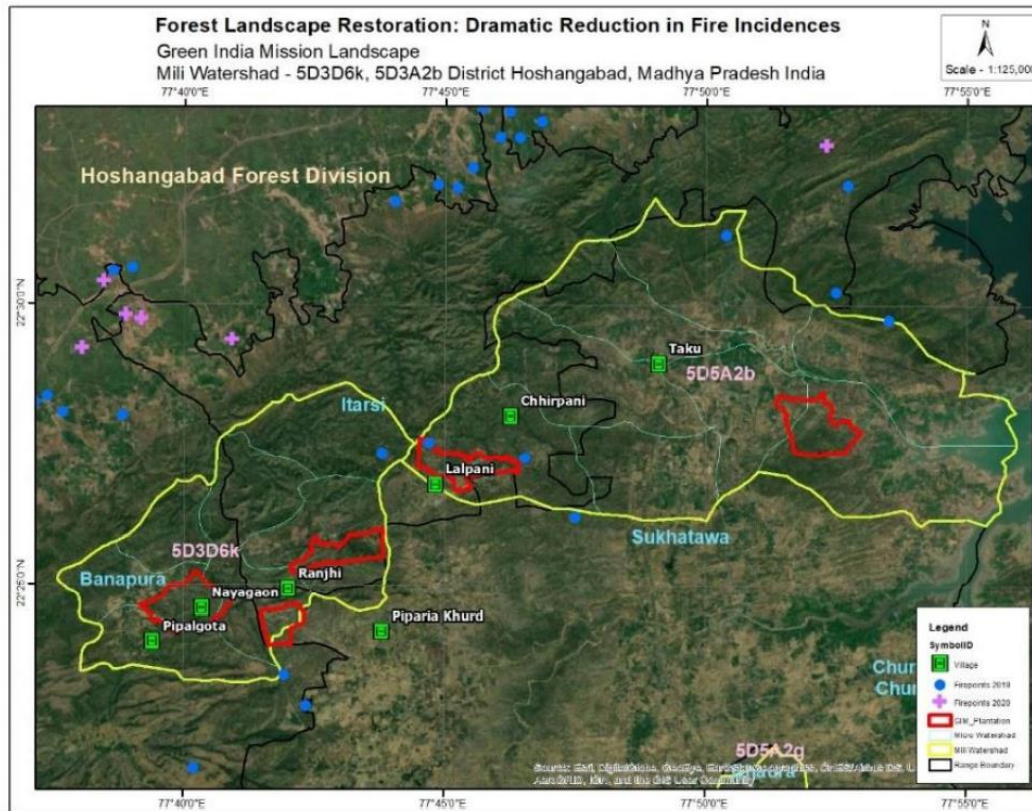 Forest Landscape Restoration: Dramatic Reduction in Fire Incidences
Green India Mission Landscape
Mili Watershad - 5D3D6k, 5D3A2b District Hoshangabad, Madhya Pradesh India
N
Scale - 1:125,000
77°40'0"E
77°45'0"E
77°50'0"E
77°55'0"E
Hoshangabad Forest Division
22°30'0"N
Taku
5D5A2b
Itarsi
Chhirpani
Lalpani
Sukhatawa
5D3D6k
Ranjhi
22°25'0"N
Banapura
Nayagaon
Pipalgota
Piparia Khurd
Legend
SymbolID
Village
Firepoints 2019
Firepoints 2020
GIM_Plantation
Micro Watershad
Mili Watershad
Range Boundary
Chur
Chur
5D5A2g
77°40'0"E
77°45'0"E
77°50'0"E
77°55'0"E